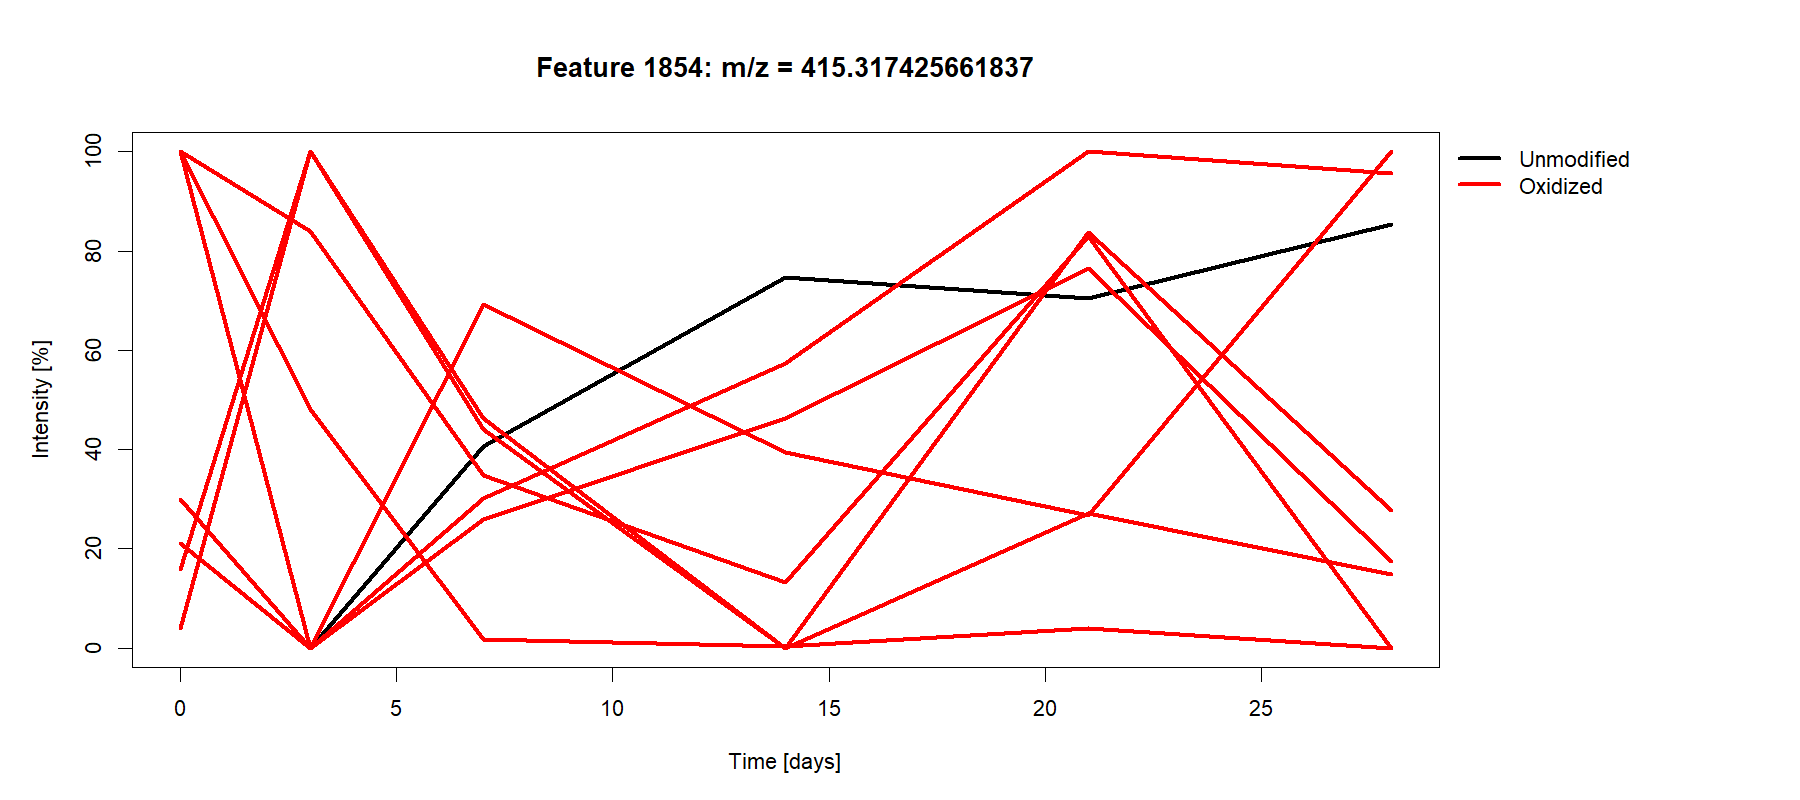 Feature 1854: m/z = 415.317425661837
Unmodified
Oxidized
Intensity [%]
100
80
60
40
20
0
0 5 10 15 20 25
Time [days]